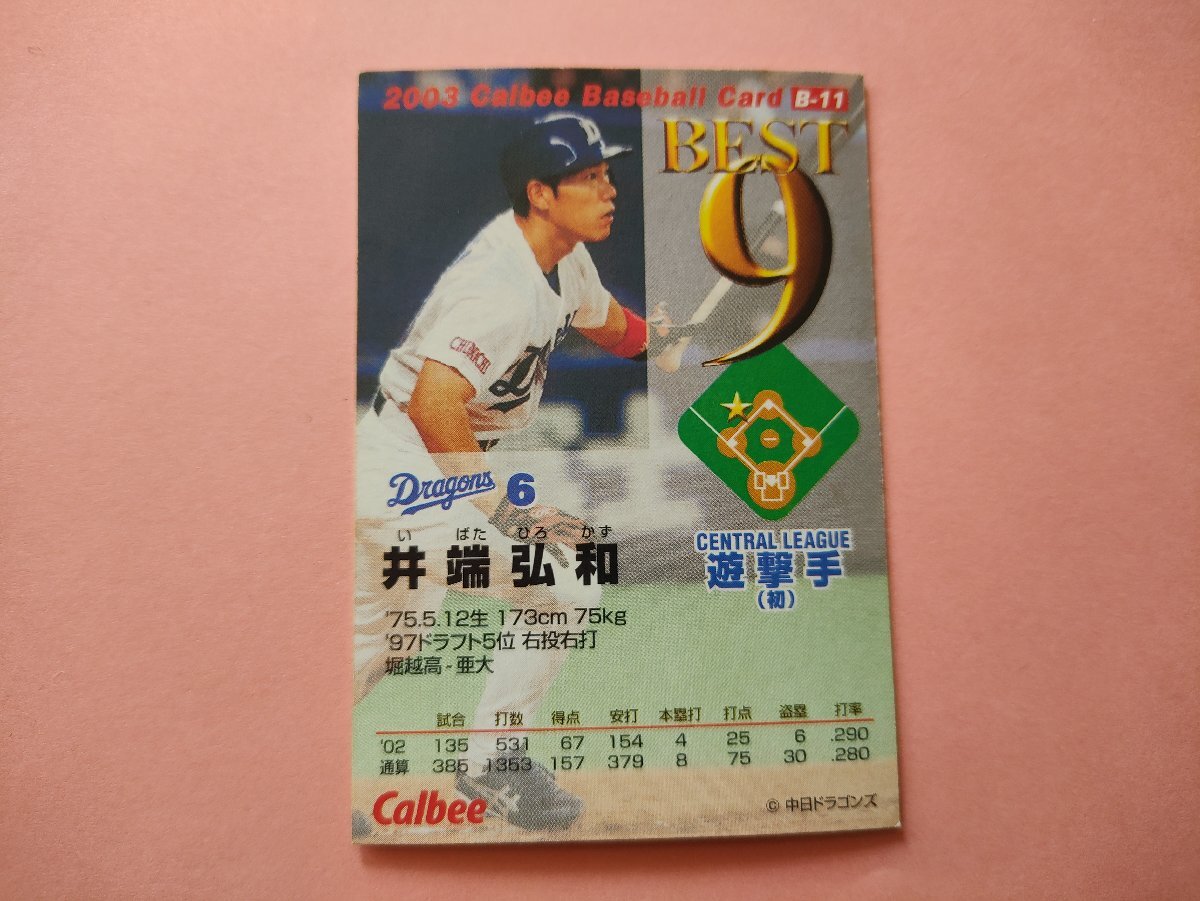 2003 Calbee Baseball Card B-11
BEST
9
CHUNICHI
Dragons 6
い ばた ひろ かず
井端弘和
CENTRAL LEAGUE
遊撃手
(初)
'75.5.12生 173cm 75kg
'97ドラフト5位 右投右打
堀越高-亜大
試合 打数 得点 安打 本塁打 打点 盗塁 打率
'02 135 531 67 154 4 25 6 .290
通算 385 1353 157 379 8 75 30 .280
Calbee
© 中日ドラゴンズ